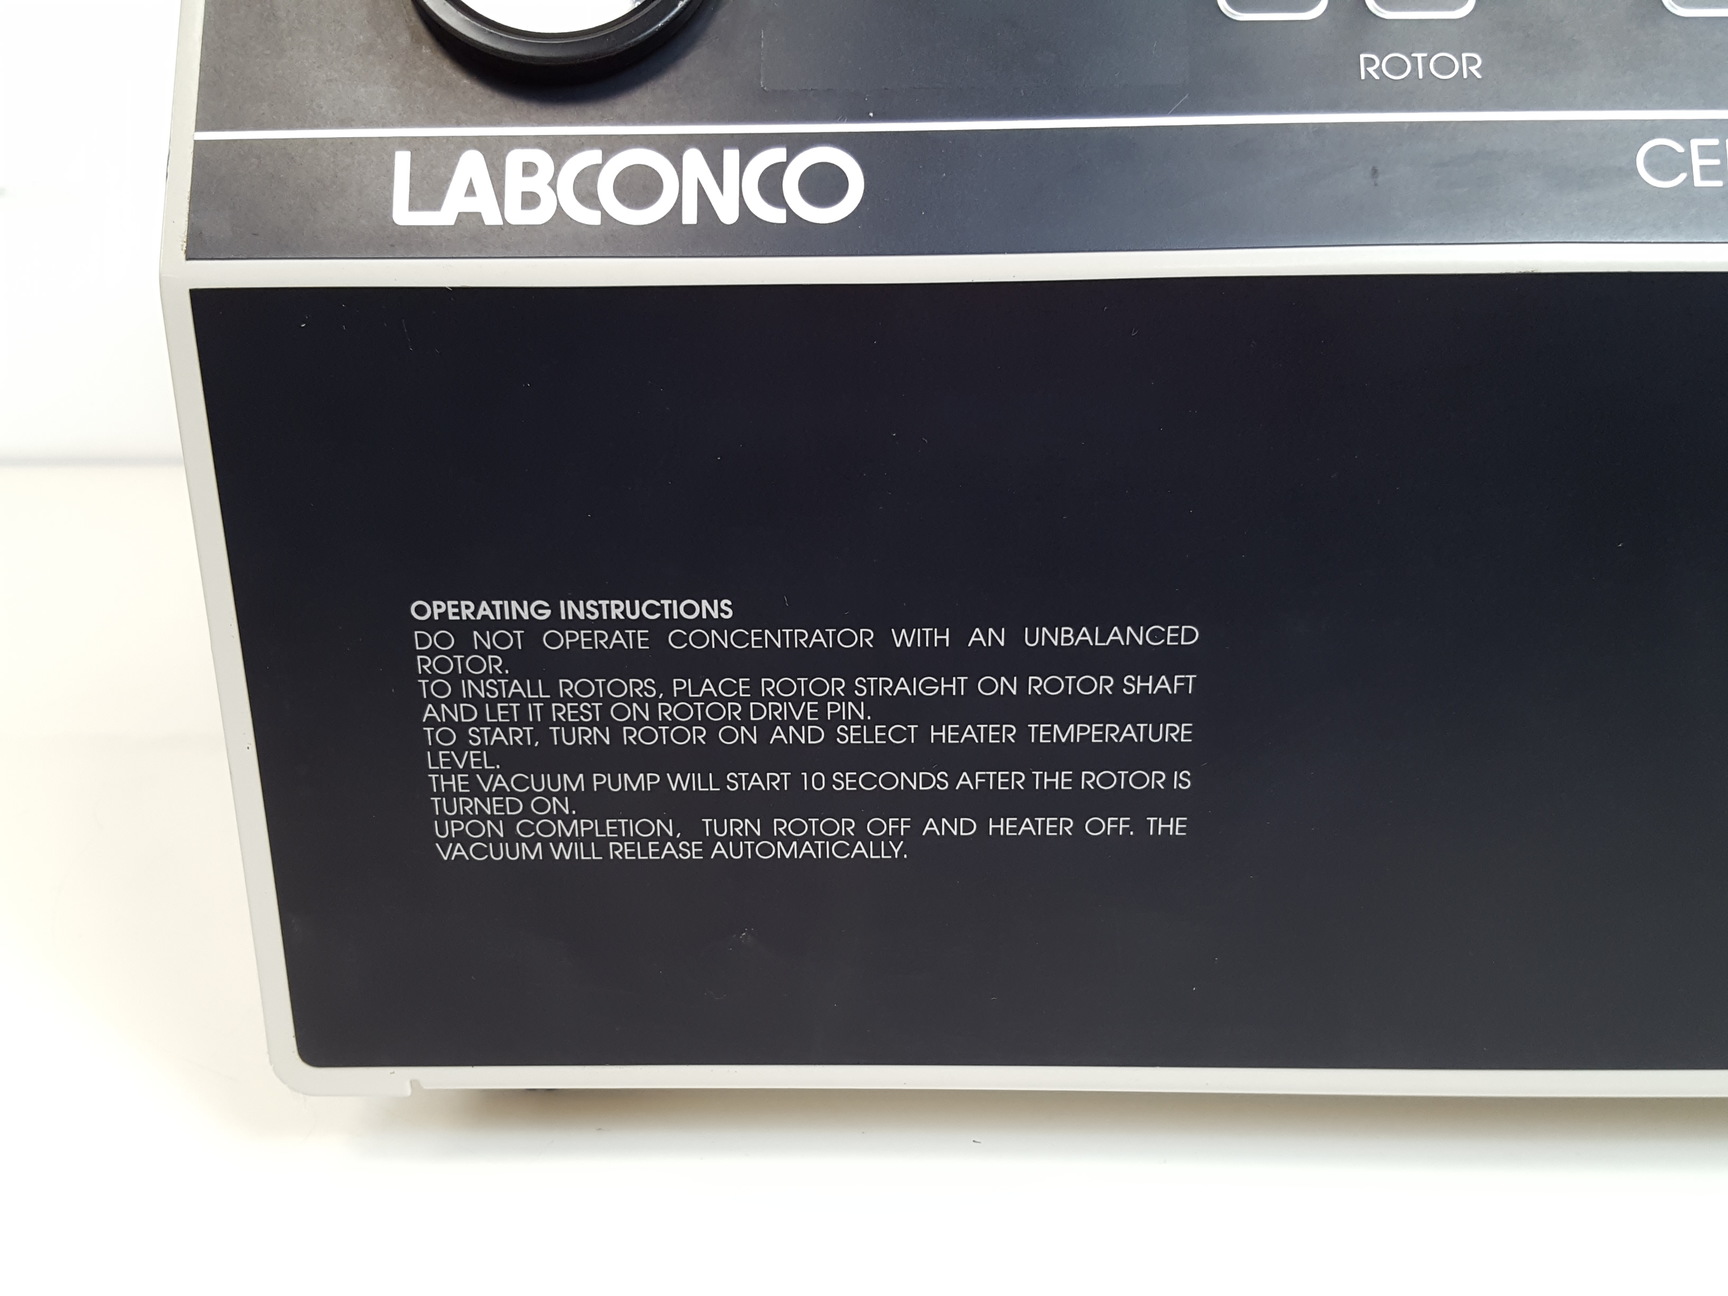 ROTOR
LABCONCO
OPERATING INSTRUCTIONS
DO NOT OPERATE CONCENTRATOR WITH AN UNBALANCED
ROTOR.
TO INSTALL ROTORS, PLACE ROTOR STRAIGHT ON ROTOR SHAFT
AND LET IT REST ON ROTOR DRIVE PIN.
TO START, TURN ROTOR ON AND SELECT HEATER TEMPERATURE
LEVEL.
THE VACUUM PUMP WILL START 10 SECONDS AFTER THE ROTOR IS
TURNED ON.
UPON COMPLETION, TURN ROTOR OFF AND HEATER OFF. THE
VACUUM WILL RELEASE AUTOMATICALLY.